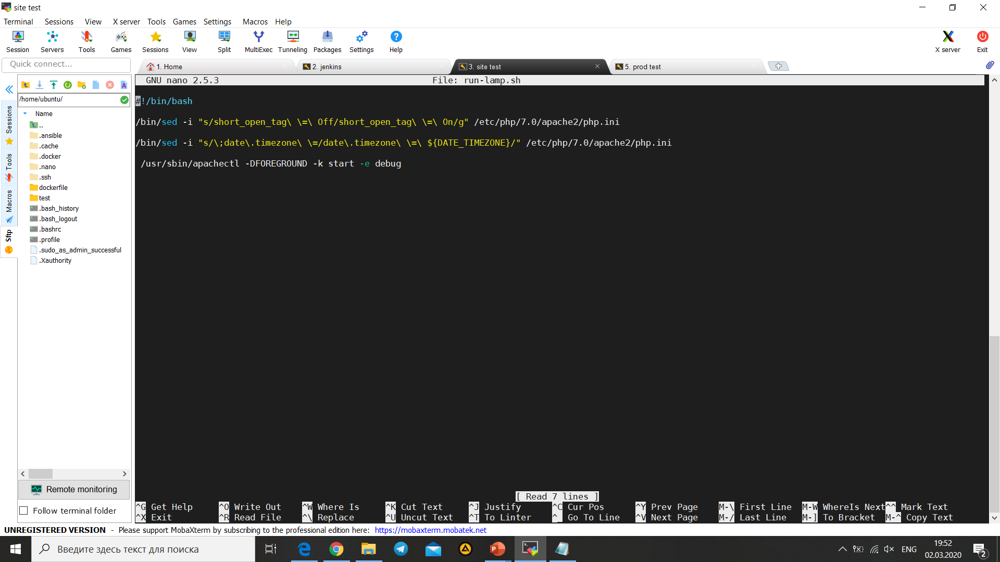 site test
Terminal Sessions View X server Tools Games Settings Macros Help
Session Servers Tools Games Sessions View Split MultiExec Tunneling Packages Settings Help X server Exit
Quick connect...
1. Home 2. jenkins 3. site test 5. prod test
GNU nano 2.5.3 File: run-lamp.sh
/home/ubuntu/
Name
..
.ansible
.cache
.docker
.nano
.ssh
dockerfile
test
.bash_history
.bash_logout
.bashrc
.profile
.sudo_as_admin_successful
.Xauthority
Sessions
Tools
Macros
Sftp
#!/bin/bash
/bin/sed -i "s/short_open_tag\ \=\ Off/short_open_tag\ \=\ On/g" /etc/php/7.0/apache2/php.ini
/bin/sed -i "s/\;date\.timezone\ \=/date\.timezone\ \=\ ${DATE_TIMEZONE}/" /etc/php/7.0/apache2/php.ini
/usr/sbin/apachectl -DFOREGROUND -k start -e debug
Remote monitoring
Follow terminal folder
[ Read 7 lines ]
^G Get Help ^O Write Out ^W Where Is ^K Cut Text ^J Justify ^C Cur Pos ^Y Prev Page M-\ First Line M-W WhereIs Next ^^ Mark Text
^X Exit ^R Read File ^\ Replace ^U Uncut Text ^T To Linter ^_ Go To Line ^V Next Page M-/ Last Line M-] To Bracket M-^ Copy Text
UNREGISTERED VERSION - Please support MobaXterm by subscribing to the professional edition here: https://mobaxterm.mobatek.net
Введите здесь текст для поиска
ENG
19:52
02.03.2020
2